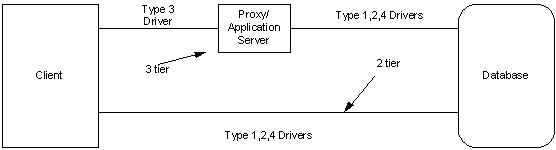 Type 3
Driver
Proxy/
Application
Server
Type 1,2,4 Drivers
3 tier
2 tier
Client
Database
Type 1,2,4 Drivers